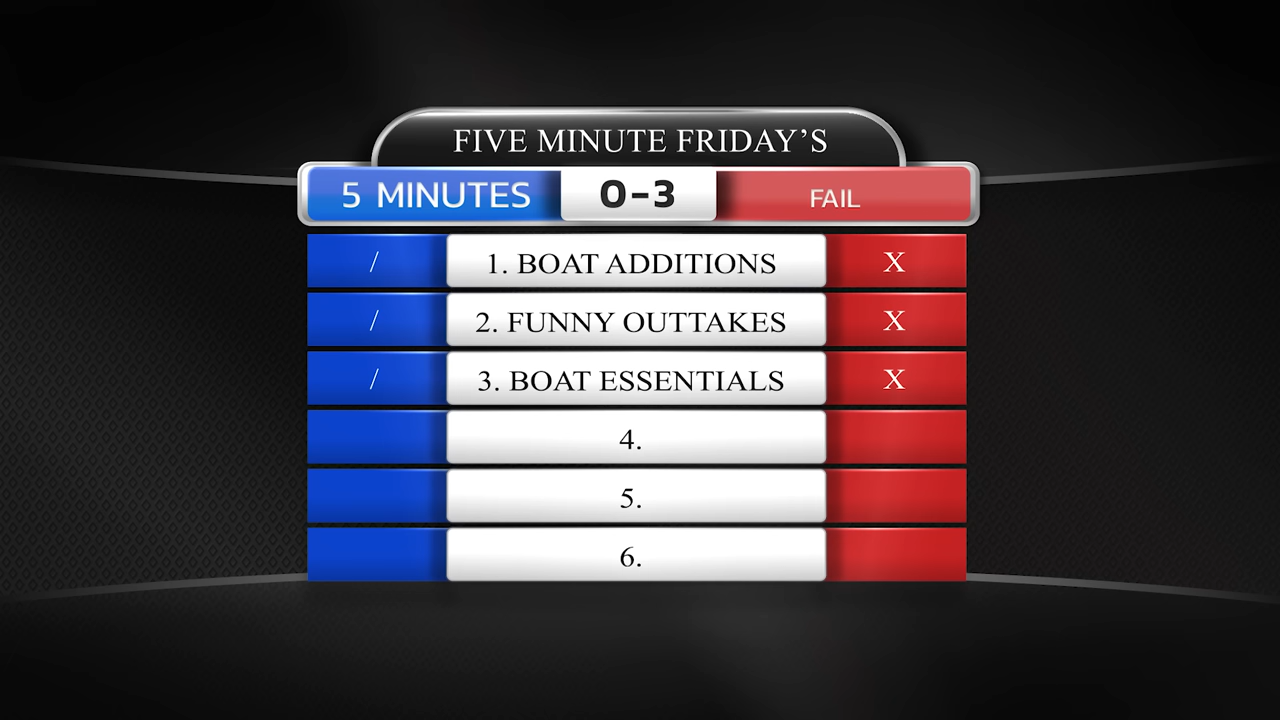 FIVE MINUTE FRIDAY’S
5 MINUTES 0-3 FAIL
/ 1. BOAT ADDITIONS X
/ 2. FUNNY OUTTAKES X
/ 3. BOAT ESSENTIALS X
4.
5.
6.